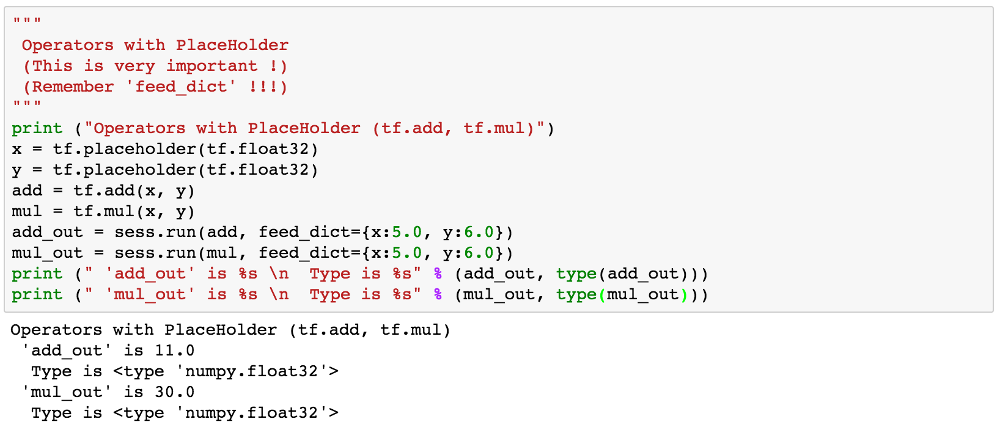 """
 Operators with PlaceHolder
 (This is very important !)
 (Remember 'feed_dict' !!!)
"""
print ("Operators with PlaceHolder (tf.add, tf.mul)")
x = tf.placeholder(tf.float32)
y = tf.placeholder(tf.float32)
add = tf.add(x, y)
mul = tf.mul(x, y)
add_out = sess.run(add, feed_dict={x:5.0, y:6.0})
mul_out = sess.run(mul, feed_dict={x:5.0, y:6.0})
print (" 'add_out' is %s \n  Type is %s" % (add_out, type(add_out)))
print (" 'mul_out' is %s \n  Type is %s" % (mul_out, type(mul_out)))
Operators with PlaceHolder (tf.add, tf.mul)
 'add_out' is 11.0
  Type is <type 'numpy.float32'>
 'mul_out' is 30.0
  Type is <type 'numpy.float32'>